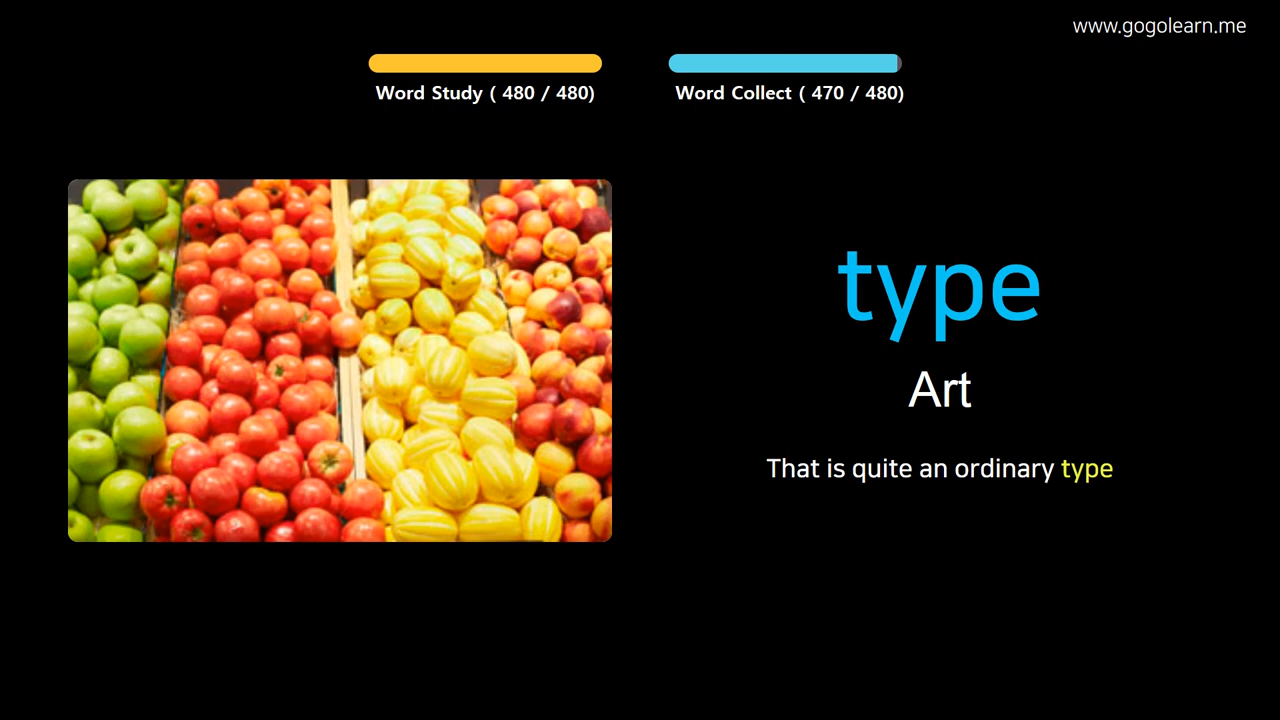 www.gogolearn.me
Word Study ( 480 / 480)
Word Collect ( 470 / 480)
type
Art
That is quite an ordinary type